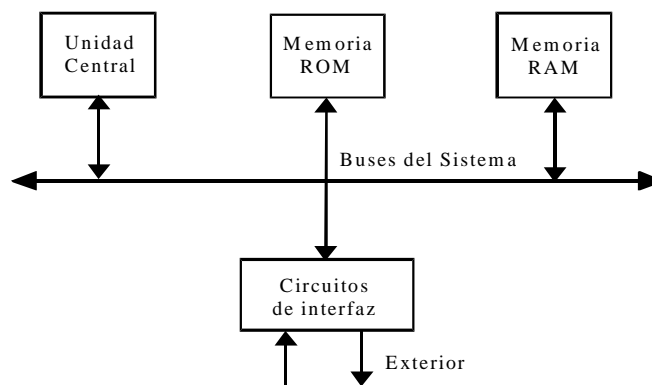 Unidad
Central
Memoria
ROM
Memoria
RAM
Buses del Sistema
Circuitos
de interfaz
Exterior